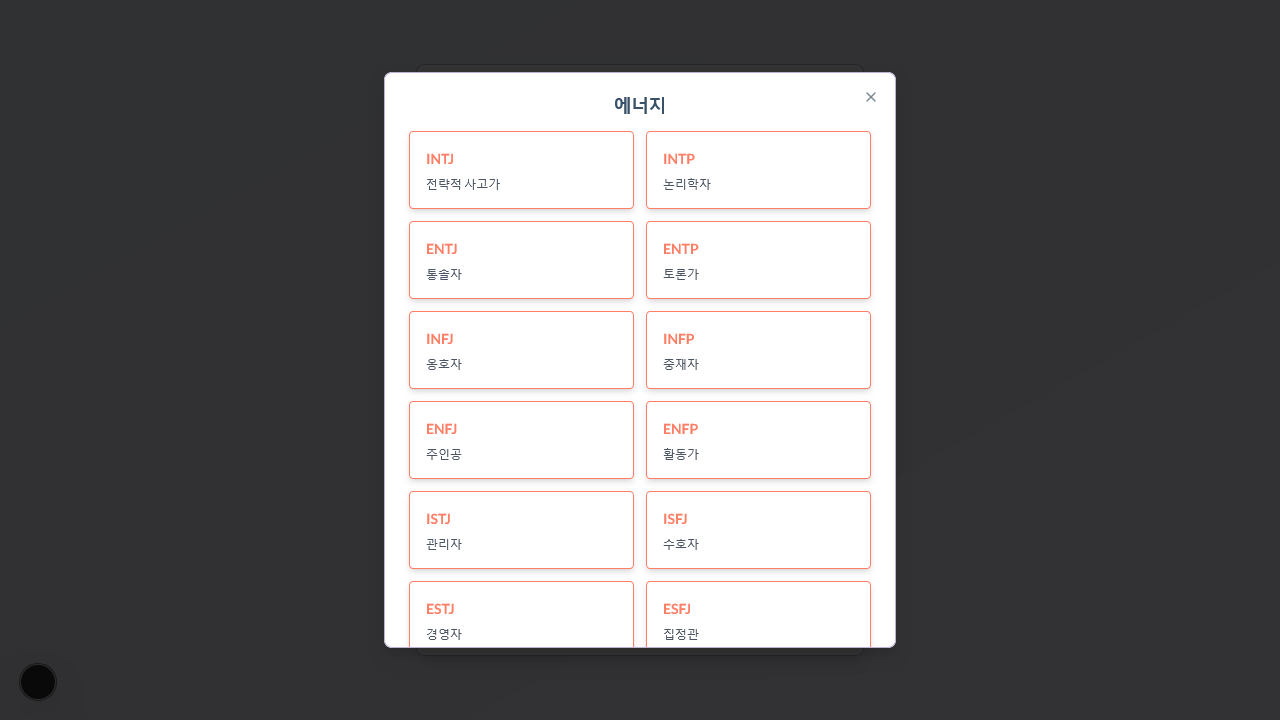 에너지
INTJ
전략적 사고가
INTP
논리학자
ENTJ
통솔자
ENTP
토론가
INFJ
옹호자
INFP
중재자
ENFJ
주인공
ENFP
활동가
ISTJ
관리자
ISFJ
수호자
ESTJ
경영자
ESFJ
집정관